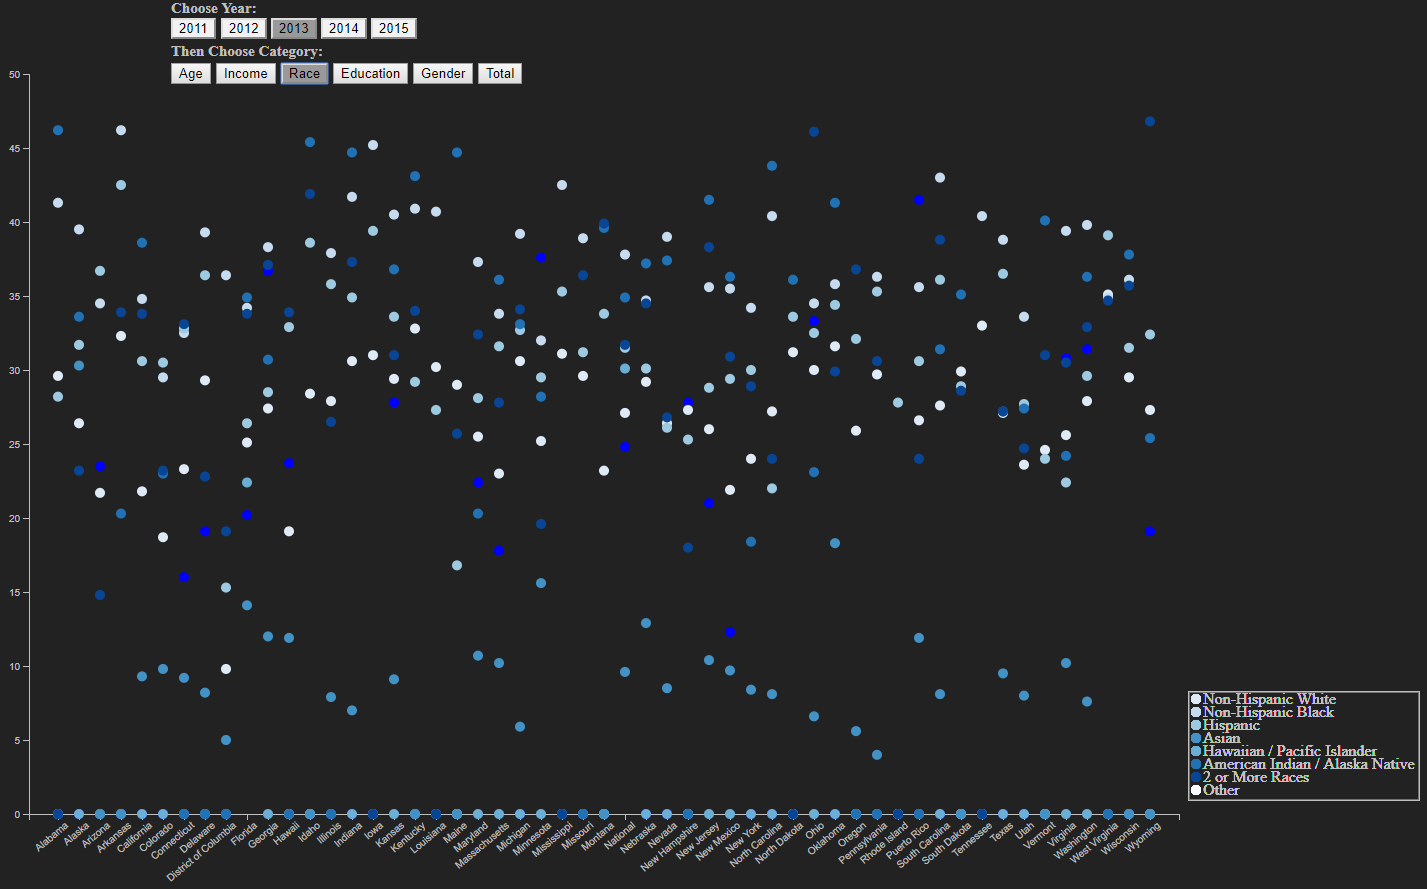 Choose Year:
2011 2012 2013 2014 2015
Then Choose Category:
Age Income Race Education Gender Total
50
45
40
35
30
25
20
15
10
5
0
Alabama
Alaska
Arizona
Arkansas
California
Colorado
Connecticut
Delaware
District of Columbia
Florida
Georgia
Hawaii
Idaho
Illinois
Indiana
Iowa
Kansas
Kentucky
Louisiana
Maine
Maryland
Massachusetts
Michigan
Minnesota
Mississippi
Missouri
Montana
National
Nebraska
Nevada
New Hampshire
New Jersey
New Mexico
New York
North Carolina
North Dakota
Ohio
Oklahoma
Oregon
Pennsylvania
Rhode Island
Puerto Rico
South Carolina
South Dakota
Tennessee
Texas
Utah
Vermont
Virginia
Washington
West Virginia
Wisconsin
Wyoming
Non-Hispanic White
Non-Hispanic Black
Hispanic
Asian
Hawaiian / Pacific Islander
American Indian / Alaska Native
2 or More Races
Other